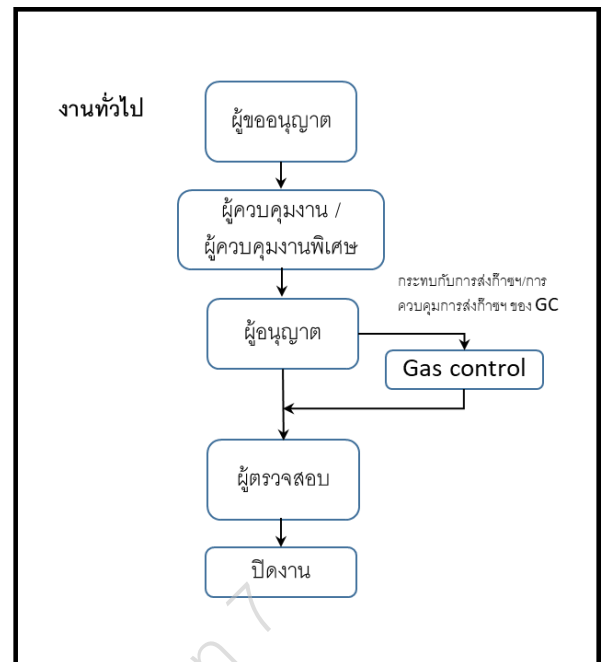 งานทั่วไป
ผู้ขออนุญาต
ผู้ควบคุมงาน /
ผู้ควบคุมงานพิเศษ
กระทบกับการส่งก๊าซฯ/การ
ควบคุมการส่งก๊าซฯ ของ GC
ผู้อนุญาต
Gas control
ผู้ตรวจสอบ
ปิดงาน